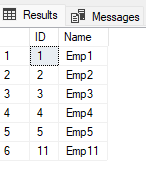 Results Messages
ID Name
1 1 Emp1
2 2 Emp2
3 3 Emp3
4 4 Emp4
5 5 Emp5
6 11 Emp11